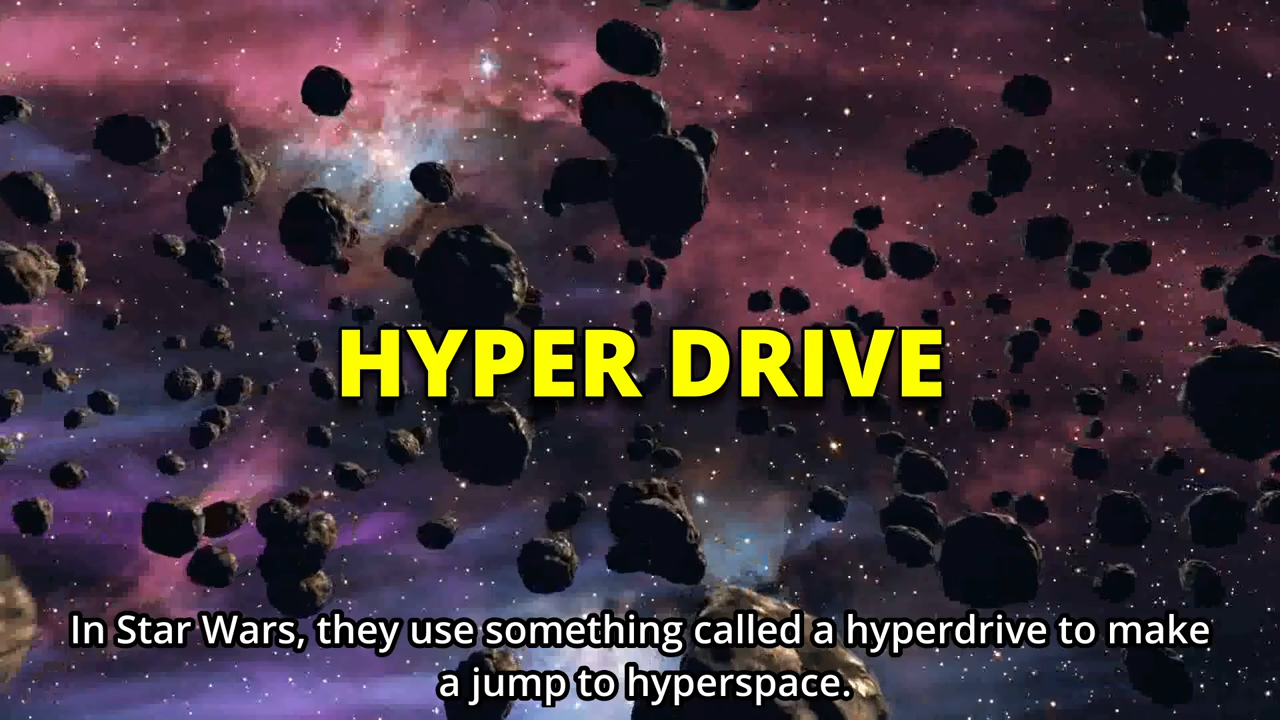 HYPER DRIVE
In Star Wars, they use something called a hyperdrive to make
a jump to hyperspace.